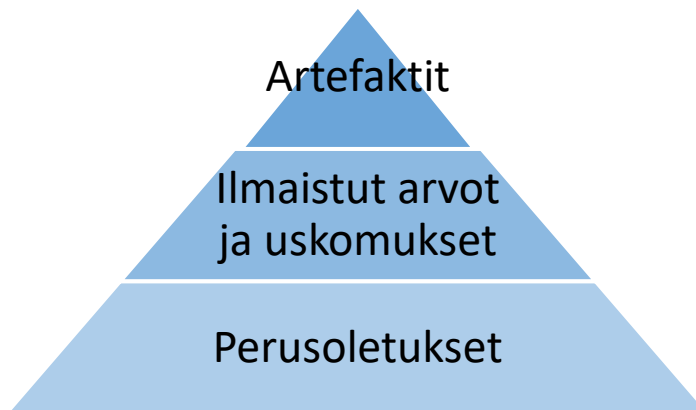 Artefaktit
Ilmaistut arvot
ja uskomukset
Perusoletukset